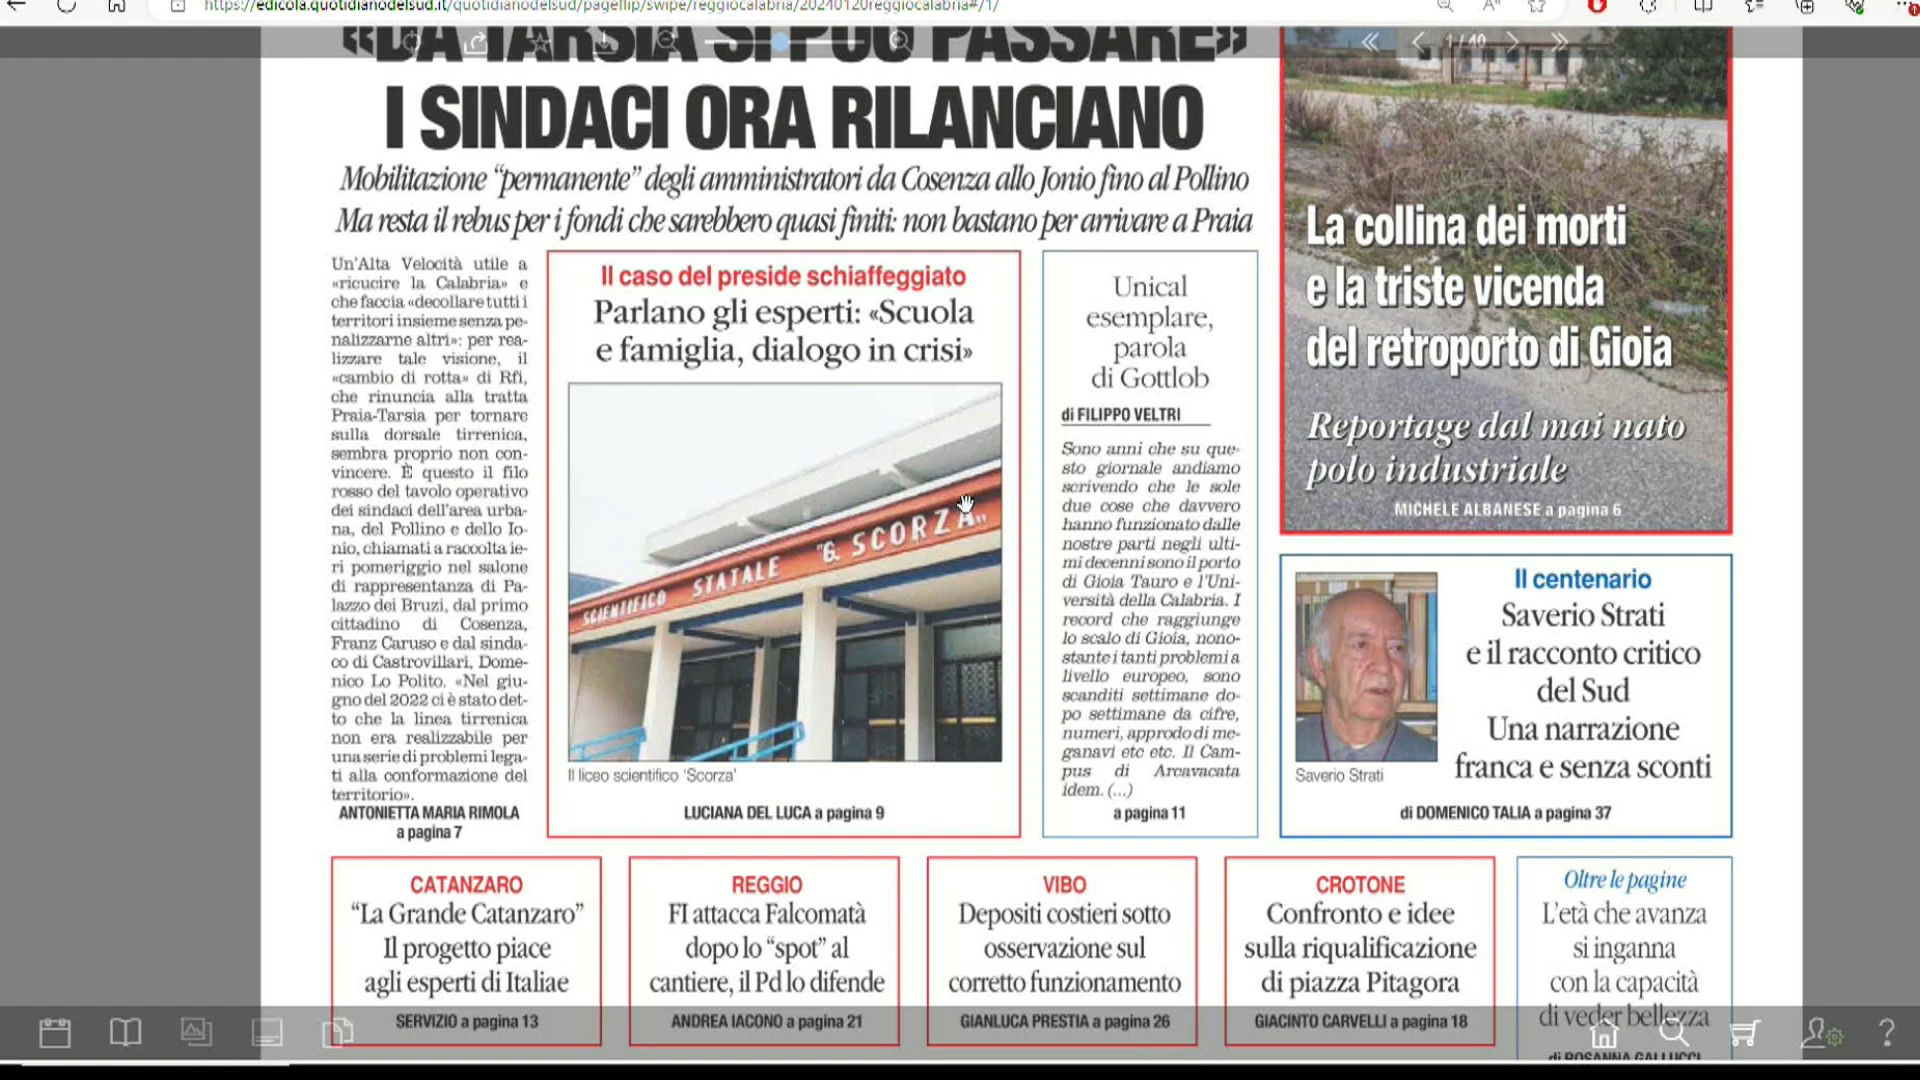 https://edicola.quotidianodelsud.it/quotidianodelsud/pageflip/swipe/reggiocalabria/20240120reggiocalabria#/1/
1 / 40
«DA TARSIA SI PUÒ PASSARE»
I SINDACI ORA RILANCIANO
Mobilitazione “permanente” degli amministratori da Cosenza allo Jonio fino al Pollino
Ma resta il rebus per i fondi che sarebbero quasi finiti: non bastano per arrivare a Praia
Un'Alta Velocità utile a
«ricucire la Calabria» e
che faccia «decollare tutti i
territori insieme senza pe-
nalizzarne altri»: per rea-
lizzare tale visione, il
«cambio di rotta» di Rfi,
che rinuncia alla tratta
Praia-Tarsia per tornare
sulla dorsale tirrenica,
sembra proprio non con-
vincere. È questo il filo
rosso del tavolo operativo
dei sindaci dell'area urba-
na, del Pollino e dello Io-
nio, chiamati a raccolta ie-
ri pomeriggio nel salone
di rappresentanza di Pa-
lazzo dei Bruzi, dal primo
cittadino di Cosenza,
Franz Caruso e dal sinda-
co di Castrovillari, Dome-
nico Lo Polito. «Nel giu-
gno del 2022 ci è stato det-
to che la linea tirrenica
non era realizzabile per
una serie di problemi lega-
ti alla conformazione del
territorio».
ANTONIETTA MARIA RIMOLA
a pagina 7
Il caso del preside schiaffeggiato
Parlano gli esperti: «Scuola
e famiglia, dialogo in crisi»
SCIENTIFICO STATALE "G. SCORZA"
Il liceo scientifico 'Scorza'
LUCIANA DEL LUCA a pagina 9
Unical
esemplare,
parola
di Gottlob
di FILIPPO VELTRI
Sono anni che su que-
sto giornale andiamo
scrivendo che le sole
due cose che davvero
hanno funzionato dalle
nostre parti negli ulti-
mi decenni sono il porto
di Gioia Tauro e l'Uni-
versità della Calabria. I
record che raggiunge
lo scalo di Gioia, nono-
stante i tanti problemi a
livello europeo, sono
scanditi settimane do-
po settimane da cifre,
numeri, approdo di me-
ganavi etc etc. Il Cam-
pus di Arcavacata
idem. (...)
a pagina 11
La collina dei morti
e la triste vicenda
del retroporto di Gioia
Reportage dal mai nato
polo industriale
MICHELE ALBANESE a pagina 6
Il centenario
Saverio Strati
e il racconto critico
del Sud
Una narrazione
franca e senza sconti
Saverio Strati
di DOMENICO TALIA a pagina 37
CATANZARO
“La Grande Catanzaro”
Il progetto piace
agli esperti di Italiae
SERVIZIO a pagina 13
REGGIO
FI attacca Falcomatà
dopo lo “spot” al
cantiere, il Pd lo difende
ANDREA IACONO a pagina 21
VIBO
Depositi costieri sotto
osservazione sul
corretto funzionamento
GIANLUCA PRESTIA a pagina 26
CROTONE
Confronto e idee
sulla riqualificazione
di piazza Pitagora
GIACINTO CARVELLI a pagina 18
Oltre le pagine
L'età che avanza
si inganna
con la capacità
di veder bellezza
di ROSANNA GALLUCCI